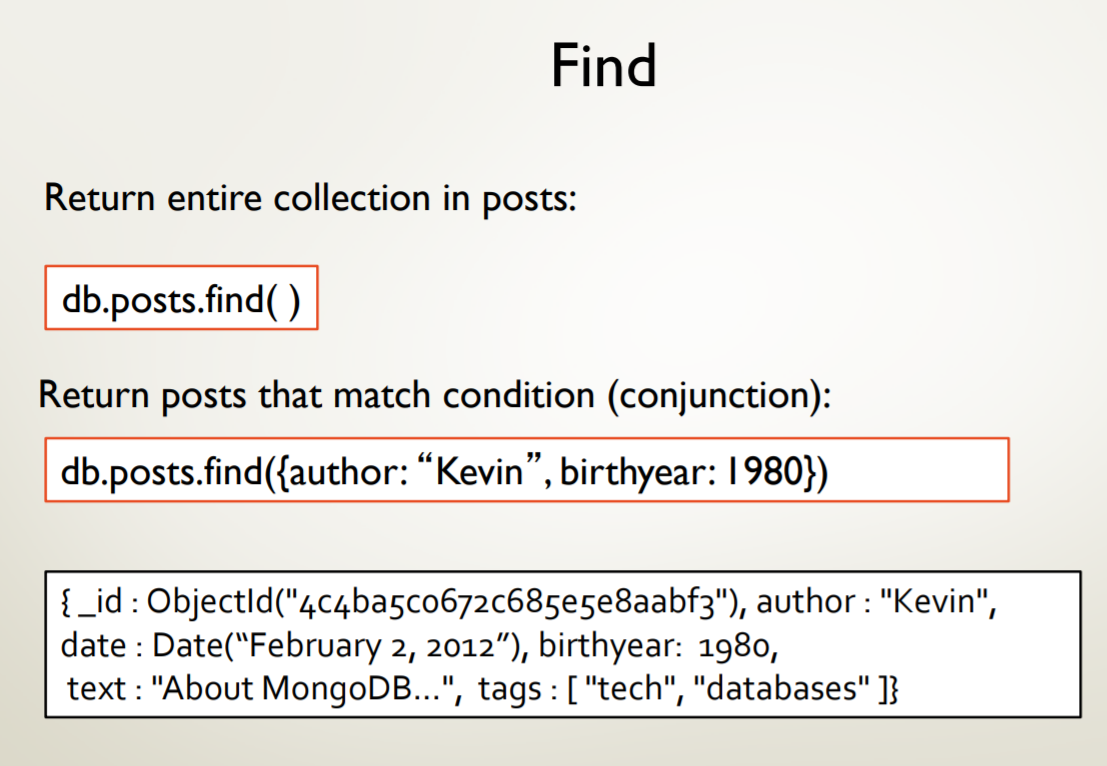 Find
Return entire collection in posts:
db.posts.find( )
Return posts that match condition (conjunction):
db.posts.find({author: “Kevin”, birthyear: 1980})
{ _id : ObjectId("4c4ba5c0672c685e5e8aabf3"), author : "Kevin",
date : Date(“February 2, 2012”), birthyear: 1980,
text : "About MongoDB...", tags : [ "tech", "databases" ]}